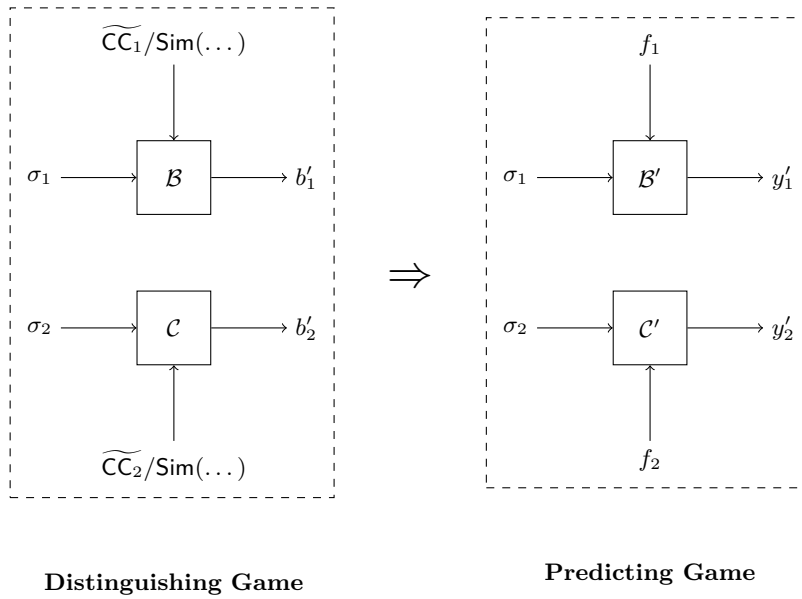 C͠C₁/Sim(...)
σ₁ B b′₁
σ₂ C b′₂
C͠C₂/Sim(...)
Distinguishing Game
⇒
f₁
σ₁ B′ y′₁
σ₂ C′ y′₂
f₂
Predicting Game